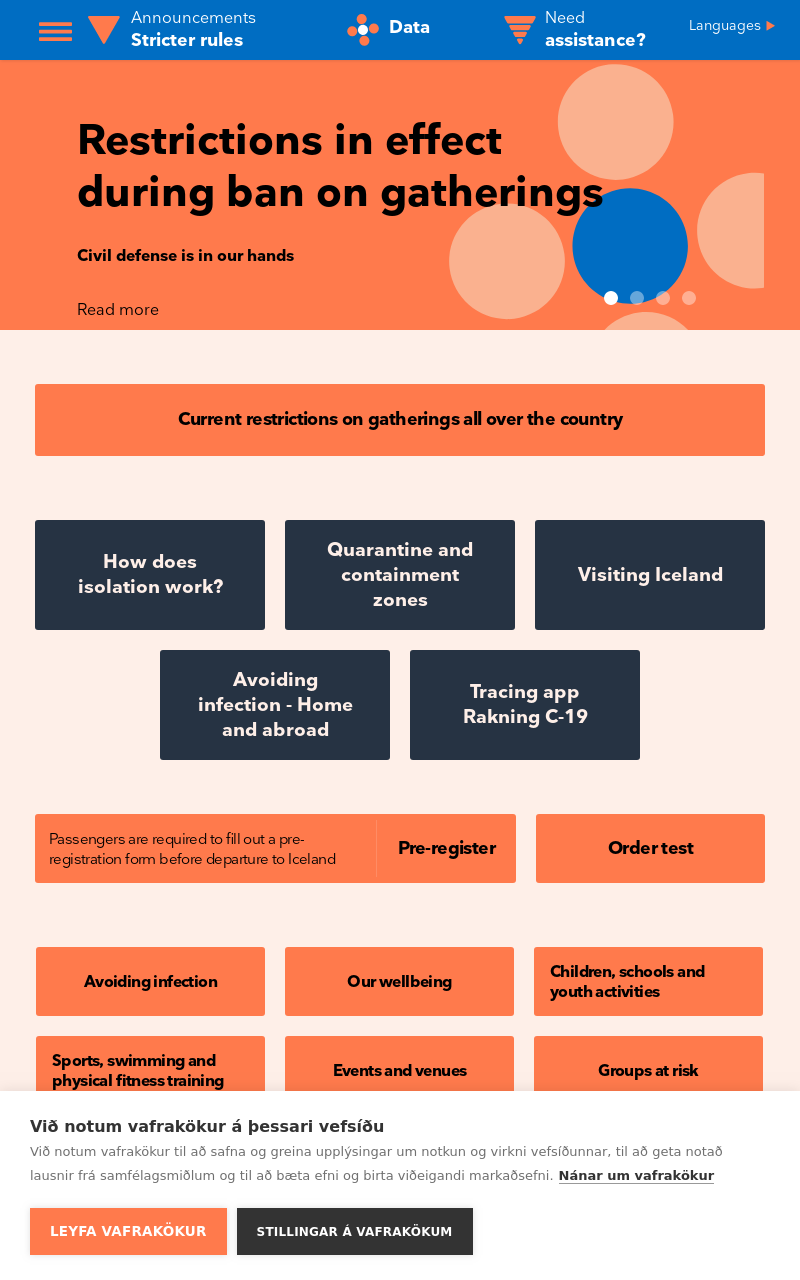 Announcements
Stricter rules
Data
Need
assistance?
Languages
Restrictions in effect
during ban on gatherings
Civil defense is in our hands
Read more
Current restrictions on gatherings all over the country
How does
isolation work?
Quarantine and
containment
zones
Visiting Iceland
Avoiding
infection - Home
and abroad
Tracing app
Rakning C-19
Passengers are required to fill out a pre-
registration form before departure to Iceland
Pre-register
Order test
Avoiding infection
Our wellbeing
Children, schools and
youth activities
Sports, swimming and
physical fitness training
Events and venues
Groups at risk
Við notum vafrakökur á þessari vefsíðu
Við notum vafrakökur til að safna og greina upplýsingar um notkun og virkni vefsíðunnar, til að geta notað
lausnir frá samfélagsmiðlum og til að bæta efni og birta viðeigandi markaðsefni. Nánar um vafrakökur
LEYFA VAFRAKÖKUR
STILLINGAR Á VAFRAKÖKUM